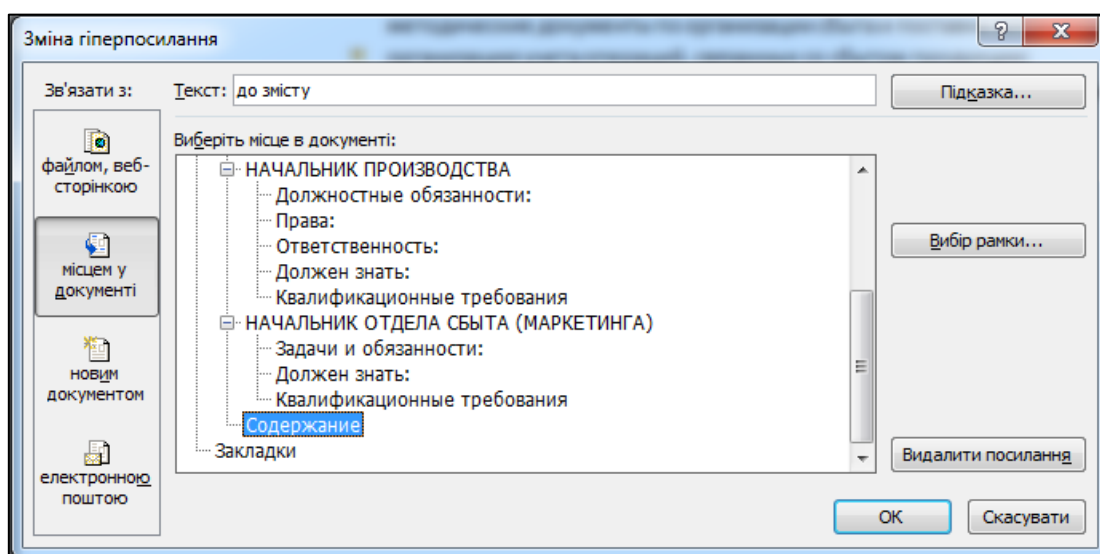 Зміна гіперпосилання
Зв'язати з:
Текст: до змісту
Підказка...
Виберіть місце в документі:
файлом, веб-
сторінкою
місцем у
документі
новим
документом
електронною
поштою
НАЧАЛЬНИК ПРОИЗВОДСТВА
Должностные обязанности:
Права:
Ответственность:
Должен знать:
Квалификационные требования
НАЧАЛЬНИК ОТДЕЛА СБЫТА (МАРКЕТИНГА)
Задачи и обязанности:
Должен знать:
Квалификационные требования
Содержание
Закладки
Вибір рамки...
Видалити посилання
OK
Скасувати